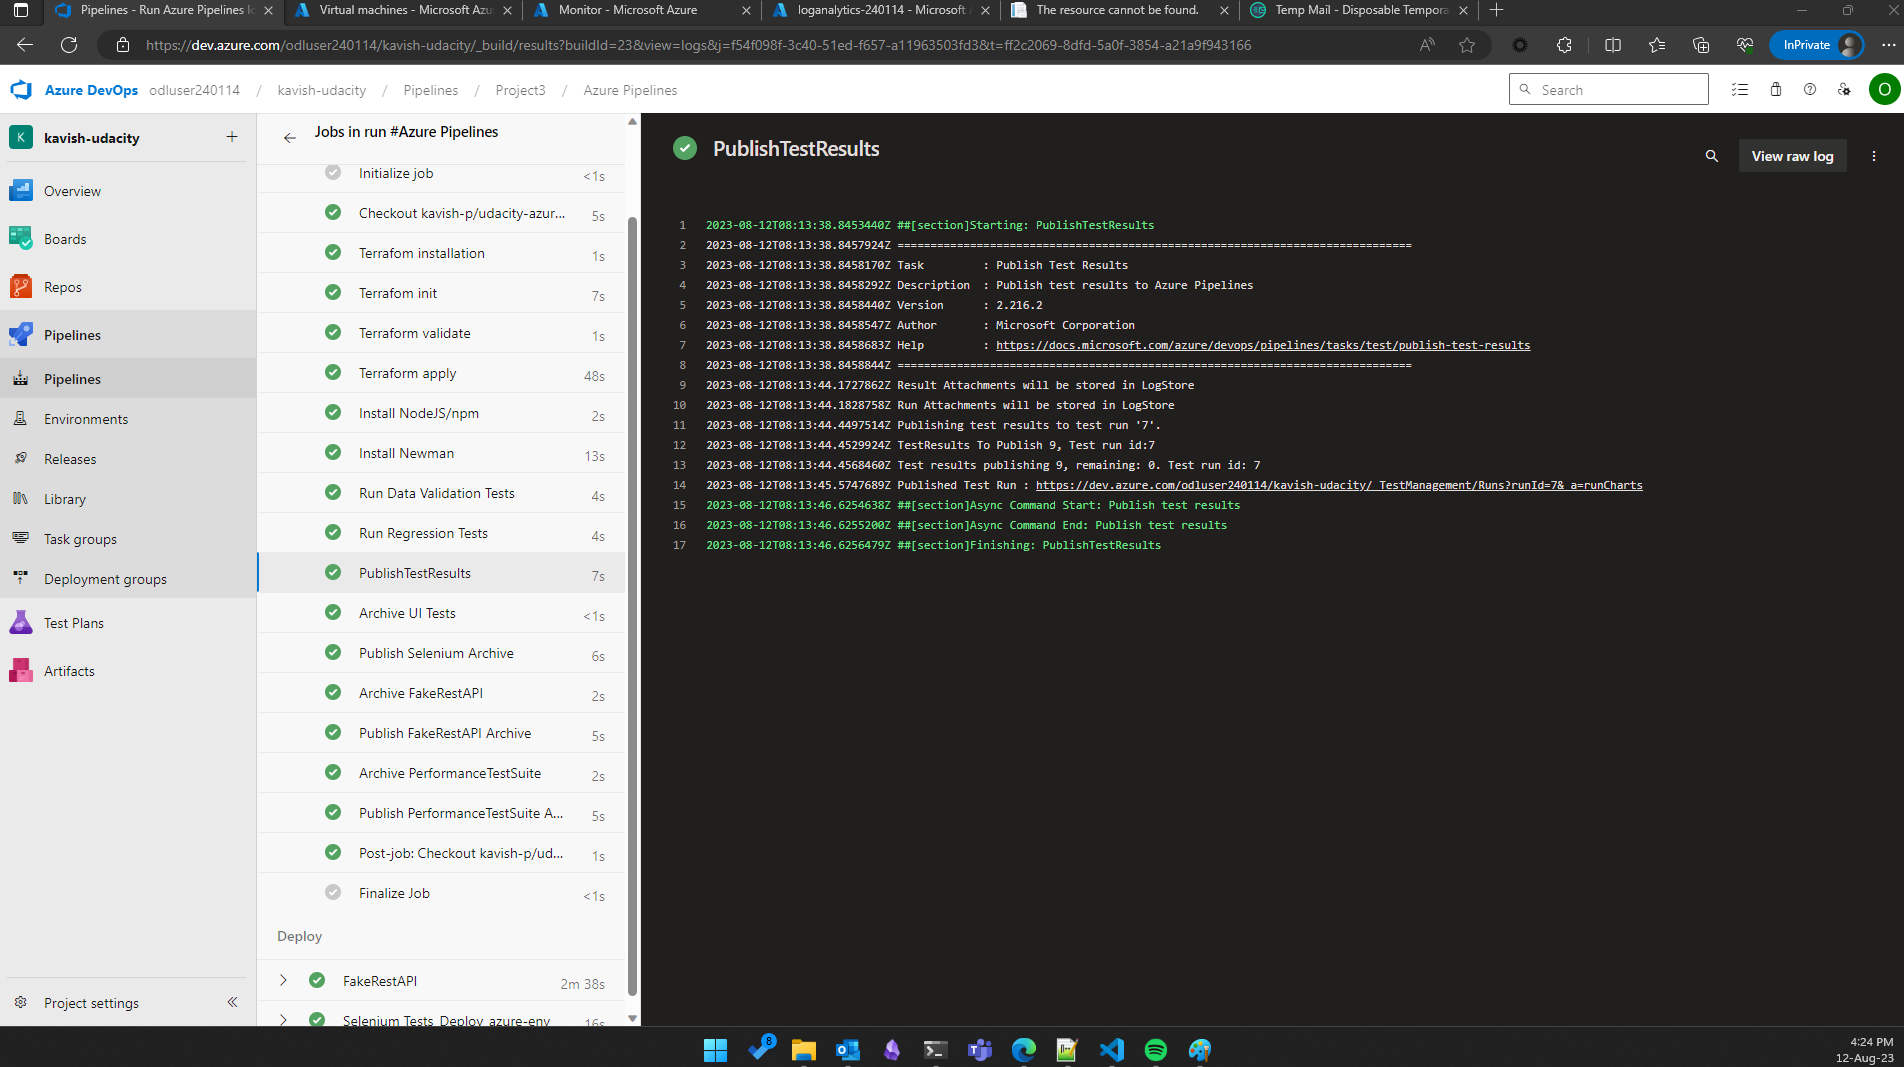 Pipelines - Run Azure Pipelines lo
Virtual machines - Microsoft Azu
Monitor - Microsoft Azure
loganalytics-240114 - Microsoft A
The resource cannot be found.
Temp Mail - Disposable Tempora
https://dev.azure.com/odluser240114/kavish-udacity/_build/results?buildId=23&view=logs&j=f54f098f-3c40-51ed-f657-a11963503fd3&t=ff2c2069-8dfd-5a0f-3854-a21a9f943166
InPrivate
Azure DevOps odluser240114 / kavish-udacity / Pipelines / Project3 / Azure Pipelines
Search
O
K kavish-udacity
Overview
Boards
Repos
Pipelines
Pipelines
Environments
Releases
Library
Task groups
Deployment groups
Test Plans
Artifacts
Project settings
Jobs in run #Azure Pipelines
Initialize job <1s
Checkout kavish-p/udacity-azur... 5s
Terrafom installation 1s
Terrafom init 7s
Terraform validate 1s
Terraform apply 48s
Install NodeJS/npm 2s
Install Newman 13s
Run Data Validation Tests 4s
Run Regression Tests 4s
PublishTestResults 7s
Archive UI Tests <1s
Publish Selenium Archive 6s
Archive FakeRestAPI 2s
Publish FakeRestAPI Archive 5s
Archive PerformanceTestSuite 2s
Publish PerformanceTestSuite A... 5s
Post-job: Checkout kavish-p/ud... 1s
Finalize Job <1s
Deploy
FakeRestAPI 2m 38s
Selenium Tests Deploy azure-env 16s
PublishTestResults
View raw log
1 2023-08-12T08:13:38.8453440Z ##[section]Starting: PublishTestResults
2 2023-08-12T08:13:38.8457924Z ==============================================================================
3 2023-08-12T08:13:38.8458170Z Task : Publish Test Results
4 2023-08-12T08:13:38.8458292Z Description : Publish test results to Azure Pipelines
5 2023-08-12T08:13:38.8458440Z Version : 2.216.2
6 2023-08-12T08:13:38.8458547Z Author : Microsoft Corporation
7 2023-08-12T08:13:38.8458683Z Help : https://docs.microsoft.com/azure/devops/pipelines/tasks/test/publish-test-results
8 2023-08-12T08:13:38.8458844Z ==============================================================================
9 2023-08-12T08:13:44.1727862Z Result Attachments will be stored in LogStore
10 2023-08-12T08:13:44.1828758Z Run Attachments will be stored in LogStore
11 2023-08-12T08:13:44.4497514Z Publishing test results to test run '7'.
12 2023-08-12T08:13:44.4529924Z TestResults To Publish 9, Test run id:7
13 2023-08-12T08:13:44.4568460Z Test results publishing 9, remaining: 0. Test run id: 7
14 2023-08-12T08:13:45.5747689Z Published Test Run : https://dev.azure.com/odluser240114/kavish-udacity/_TestManagement/Runs?runId=7&_a=runCharts
15 2023-08-12T08:13:46.6254638Z ##[section]Async Command Start: Publish test results
16 2023-08-12T08:13:46.6255200Z ##[section]Async Command End: Publish test results
17 2023-08-12T08:13:46.6256479Z ##[section]Finishing: PublishTestResults
8
4:24 PM
12-Aug-23